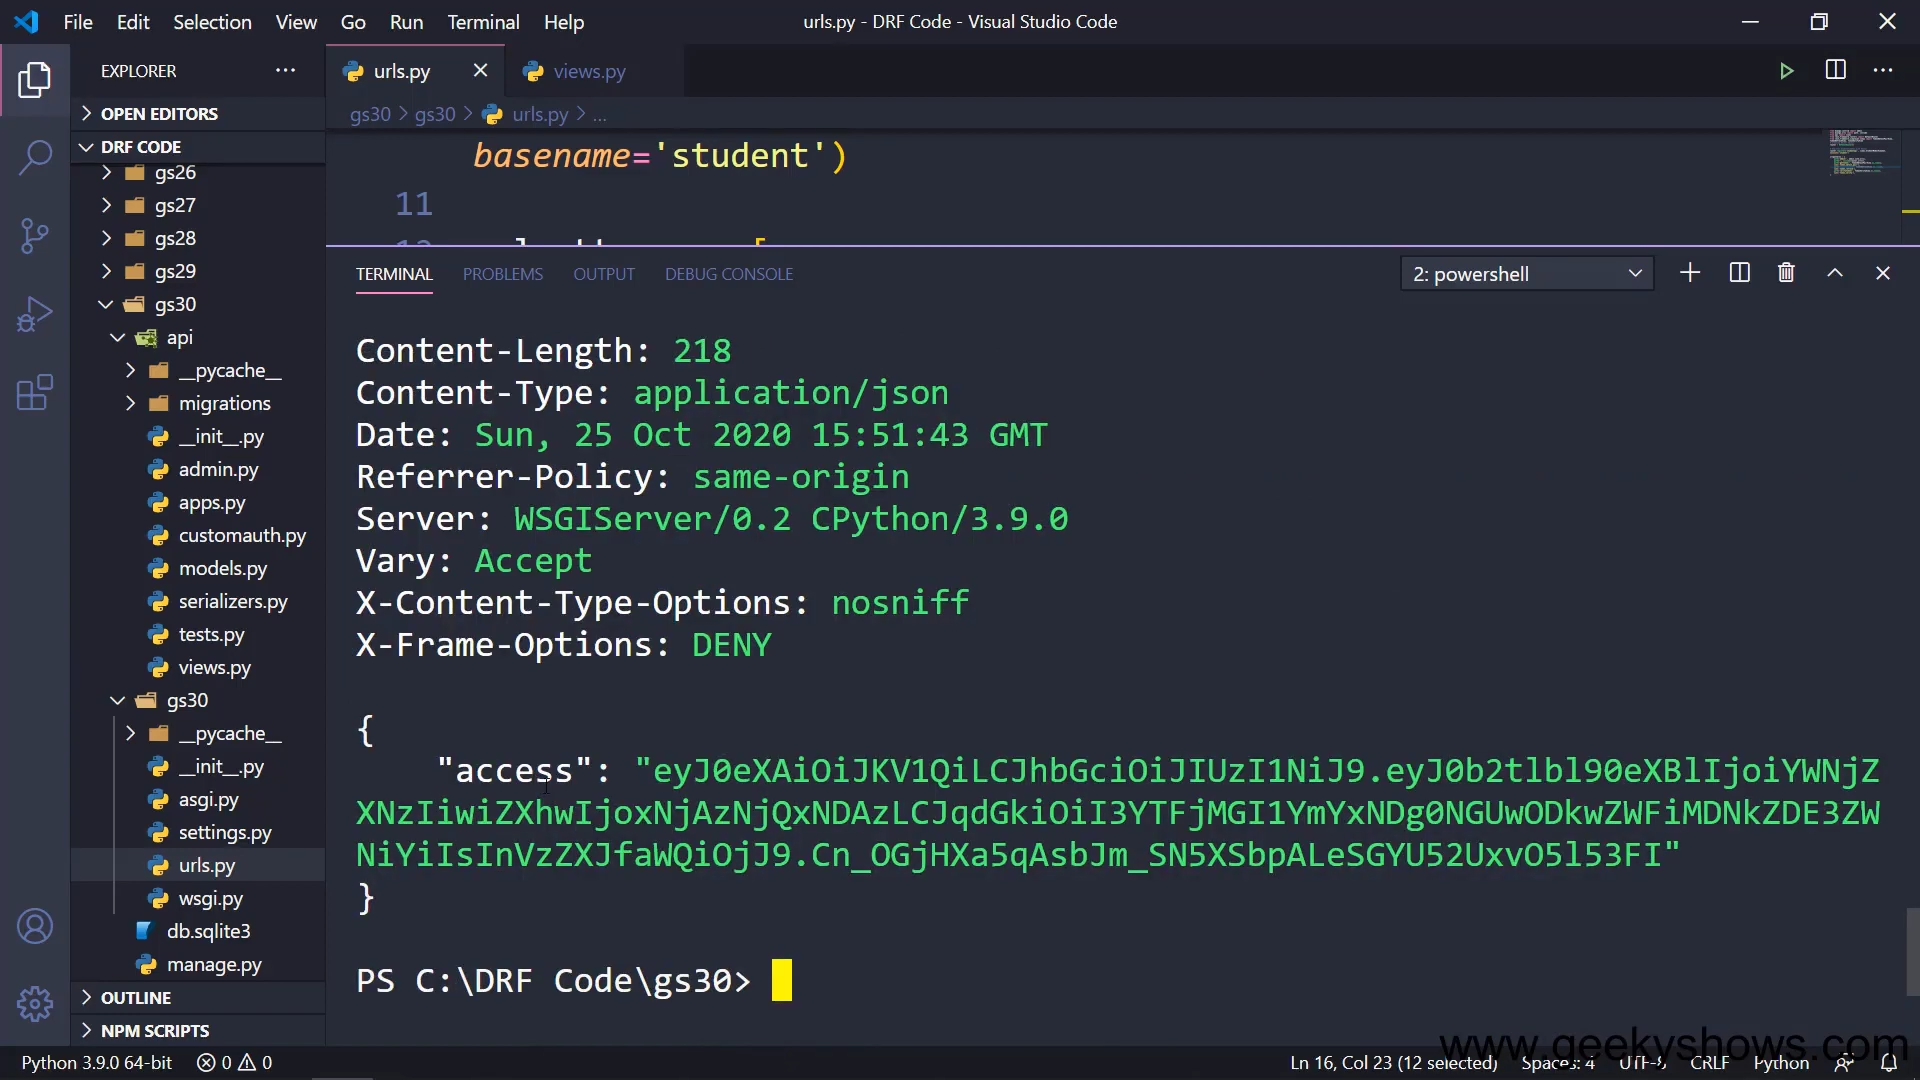 File Edit Selection View Go Run Terminal Help urls.py - DRF Code - Visual Studio Code
EXPLORER
urls.py
views.py
OPEN EDITORS
gs30 > gs30 > urls.py > ...
DRF CODE
gs26
gs27
gs28
gs29
gs30
api
__pycache__
migrations
__init__.py
admin.py
apps.py
customauth.py
models.py
serializers.py
tests.py
views.py
gs30
__pycache__
__init__.py
asgi.py
settings.py
urls.py
wsgi.py
db.sqlite3
manage.py
OUTLINE
NPM SCRIPTS
basename='student')
11
TERMINAL PROBLEMS OUTPUT DEBUG CONSOLE 2: powershell
Content-Length: 218
Content-Type: application/json
Date: Sun, 25 Oct 2020 15:51:43 GMT
Referrer-Policy: same-origin
Server: WSGIServer/0.2 CPython/3.9.0
Vary: Accept
X-Content-Type-Options: nosniff
X-Frame-Options: DENY
{
"access": "eyJ0eXAiOiJKV1QiLCJhbGciOiJIUzI1NiJ9.eyJ0b2tlbl90eXBlIjoiYWNjZ
XNzIiwiZXhwIjoxNjAzNjQxNDAzLCJqdGkiOiI3YTFjMGI1YmYxNDg0NGUwODkwZWFiMDNkZDE3ZW
NiYiIsInVzZXJfaWQiOjJ9.Cn_OGjHXa5qAsbJm_SN5XSbpALeSGYU52UxvO5l53FI"
}
PS C:\DRF Code\gs30>
www.geekyshows.com
Python 3.9.0 64-bit 0 0 Ln 16, Col 23 (12 selected) Spaces: 4 UTF-8 CRLF Python